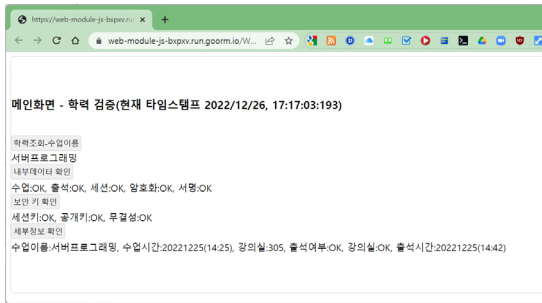 https://web-module-js-bxpxv.ru
web-module-js-bxpxv.run.goorm.io/W...
메인화면 - 학력 검증(현재 타임스탬프 2022/12/26, 17:17:03:193)
학력조회-수업이름
서버프로그래밍
내부데이터 확인
수업:OK, 출석:OK, 세션:OK, 암호화:OK, 서명:OK
보안 키 확인
세션키:OK, 공개키:OK, 무결성:OK
세부정보 확인
수업이름:서버프로그래밍, 수업시간:20221225(14:25), 강의실:305, 출석여부:OK, 강의실:OK, 출석시간:20221225(14:42)